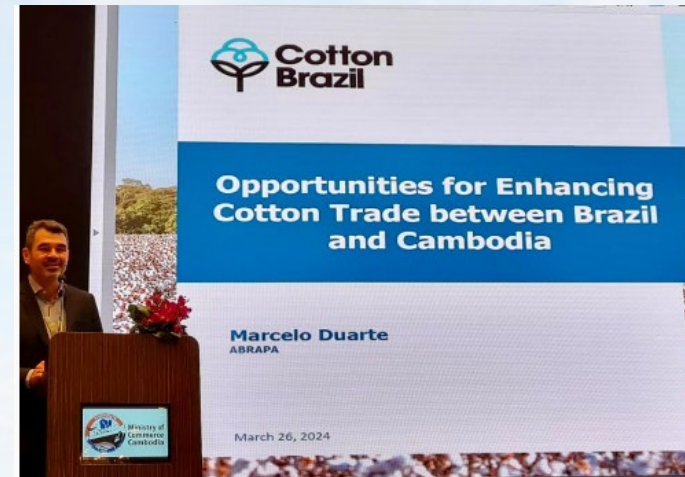 Cotton
Brazil
Opportunities for Enhancing
Cotton Trade between Brazil
and Cambodia
Marcelo Duarte
ABRAPA
March 26, 2024
Ministry of
Commerce
Cambodia